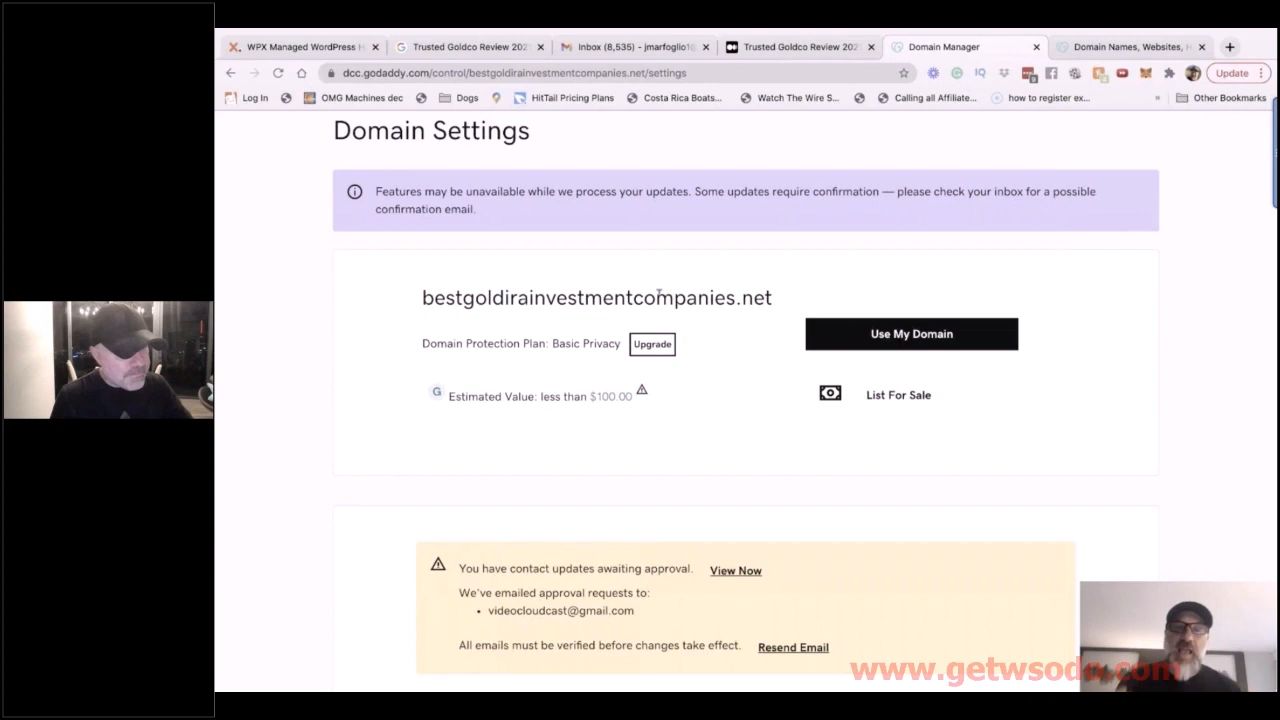 WPX Managed WordPress H
Trusted Goldco Review 202
Inbox (8,535) - jmarfoglio1
Trusted Goldco Review 202
Domain Manager
Domain Names, Websites, H
dcc.godaddy.com/control/bestgoldirainvestmentcompanies.net/settings
Update
Log In
OMG Machines dec
Dogs
HitTail Pricing Plans
Costa Rica Boats...
Watch The Wire S...
Calling all Affiliate...
how to register ex...
Other Bookmarks
Domain Settings
Features may be unavailable while we process your updates. Some updates require confirmation — please check your inbox for a possible
confirmation email.
bestgoldirainvestmentcompanies.net
Use My Domain
Domain Protection Plan: Basic Privacy
Upgrade
G Estimated Value: less than $100.00
List For Sale
You have contact updates awaiting approval. View Now
We've emailed approval requests to:
• videocloudcast@gmail.com
All emails must be verified before changes take effect. Resend Email
www.getwsodo.com